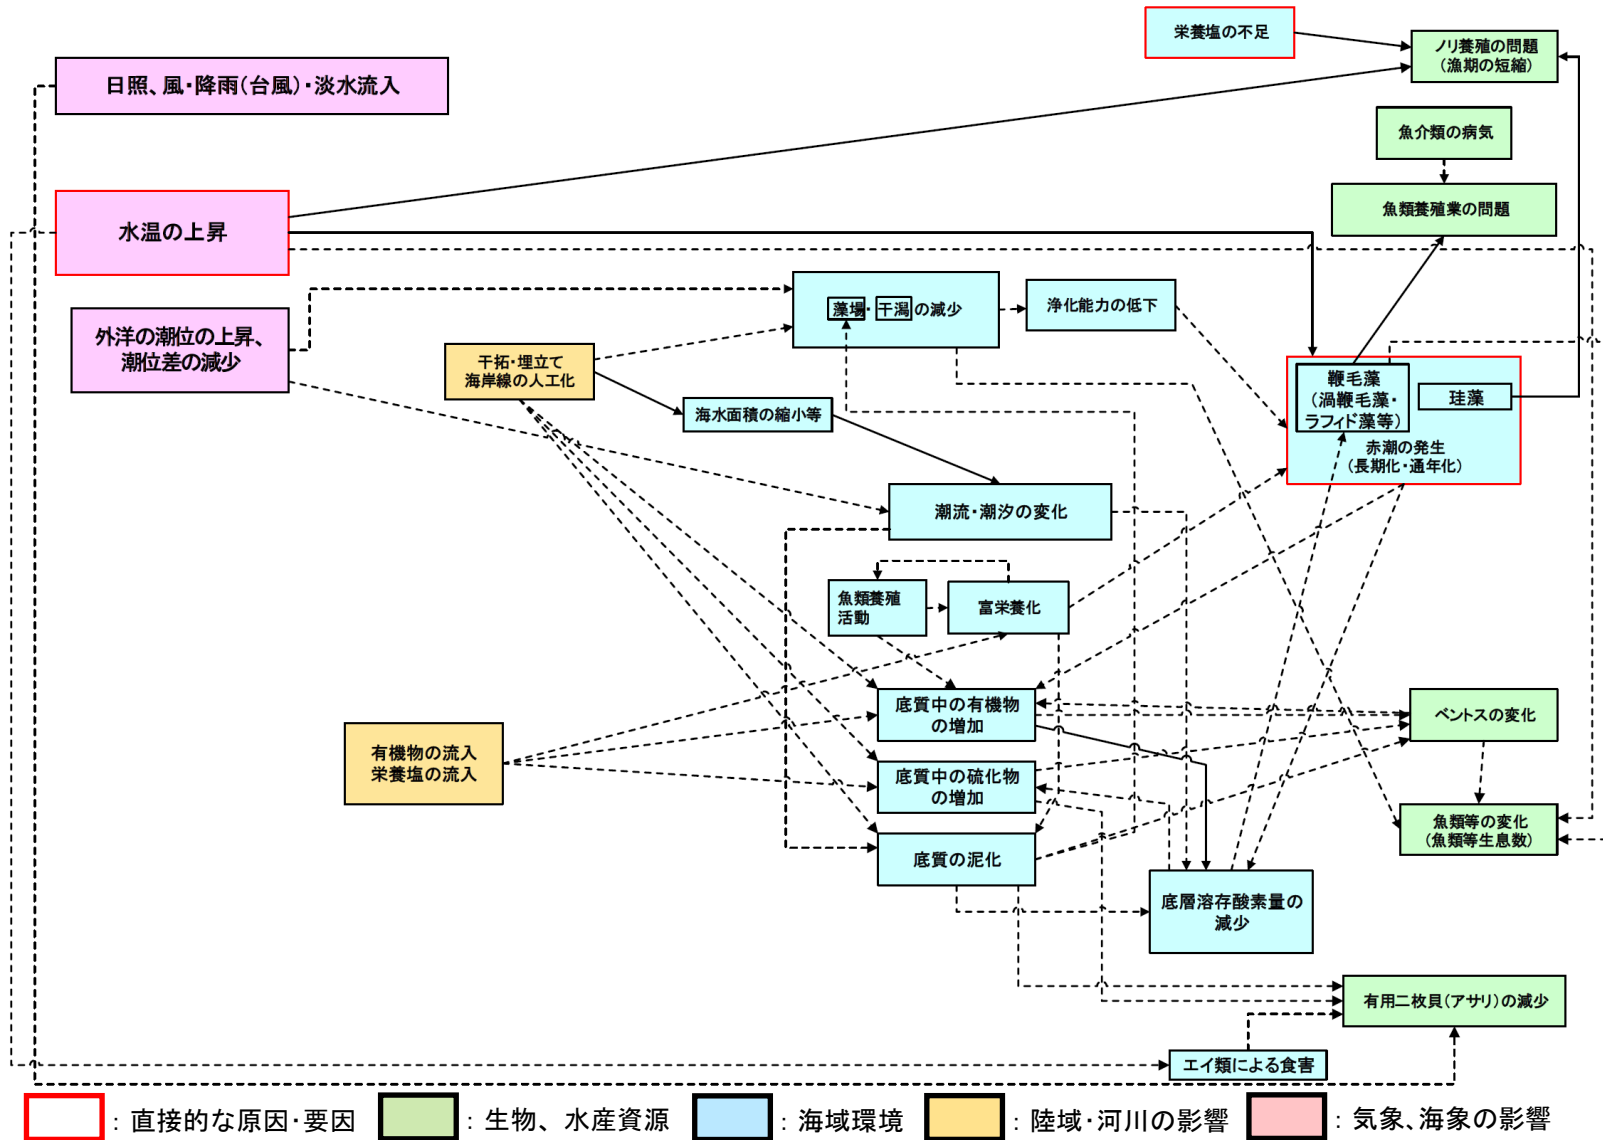 栄養塩の不足
ノリ養殖の問題
(漁期の短縮)
日照、風・降雨(台風)・淡水流入
魚介類の病気
魚類養殖業の問題
水温の上昇
藻場・干潟の減少
浄化能力の低下
外洋の潮位の上昇、
潮位差の減少
干拓・埋立て
海岸線の人工化
海水面積の縮小等
鞭毛藻
(渦鞭毛藻・
ラフィド藻等)
珪藻
赤潮の発生
(長期化・通年化)
潮流・潮汐の変化
魚類養殖
活動
富栄養化
底質中の有機物
の増加
ベントスの変化
有機物の流入
栄養塩の流入
底質中の硫化物
の増加
魚類等の変化
(魚類等生息数)
底質の泥化
底層溶存酸素量の
減少
有用二枚貝(アサリ)の減少
エイ類による食害
:直接的な原因・要因
:生物、水産資源
:海域環境
:陸域・河川の影響
:気象、海象の影響